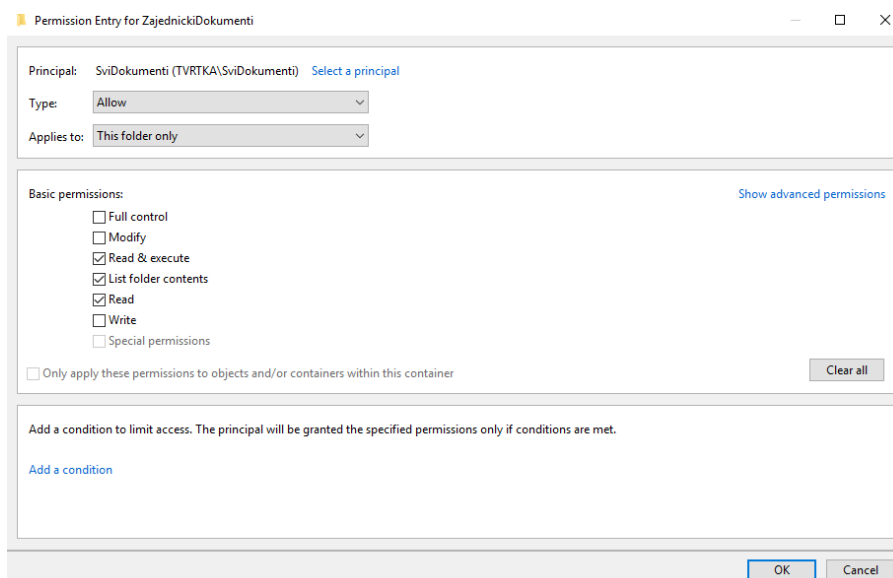 Permission Entry for ZajednickiDokumenti
Principal: SviDokumenti (TVRTKA\SviDokumenti) Select a principal
Type: Allow
Applies to: This folder only
Basic permissions: Show advanced permissions
Full control
Modify
Read & execute
List folder contents
Read
Write
Special permissions
Only apply these permissions to objects and/or containers within this container
Clear all
Add a condition to limit access. The principal will be granted the specified permissions only if conditions are met.
Add a condition
OK Cancel